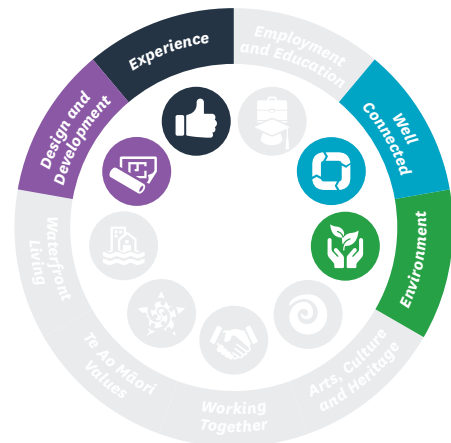 Experience
Employment
and Education
Well
Connected
Environment
Arts, Culture
and Heritage
Working
Together
Te Ao Māori
Values
Waterfront
Living
Design and
Development